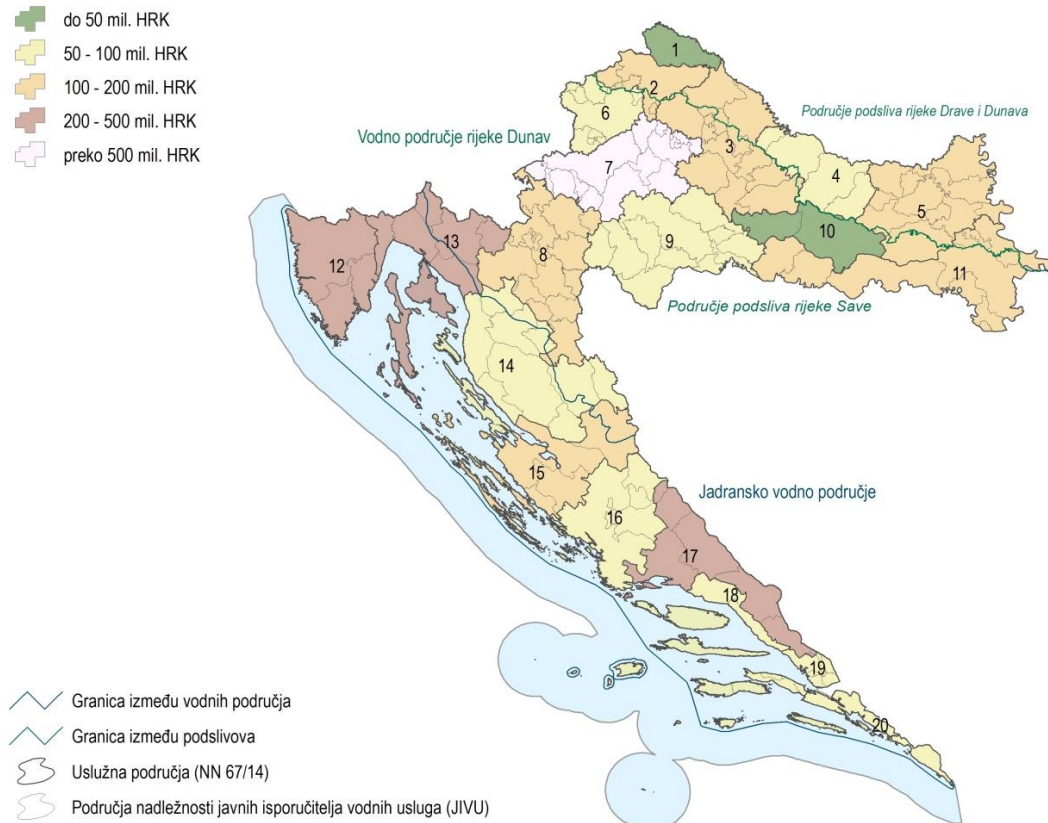 do 50 mil. HRK
50 - 100 mil. HRK
100 - 200 mil. HRK
200 - 500 mil. HRK
preko 500 mil. HRK
1
2
Područje podsliva rijeke Drave i Dunava
6
Vodno područje rijeke Dunav
3
7
4
5
10
13
8
9
12
11
Područje podsliva rijeke Save
14
15
Jadransko vodno područje
16
17
18
19
20
Granica između vodnih područja
Granica između podslivova
Uslužna područja (NN 67/14)
Područja nadležnosti javnih isporučitelja vodnih usluga (JIVU)